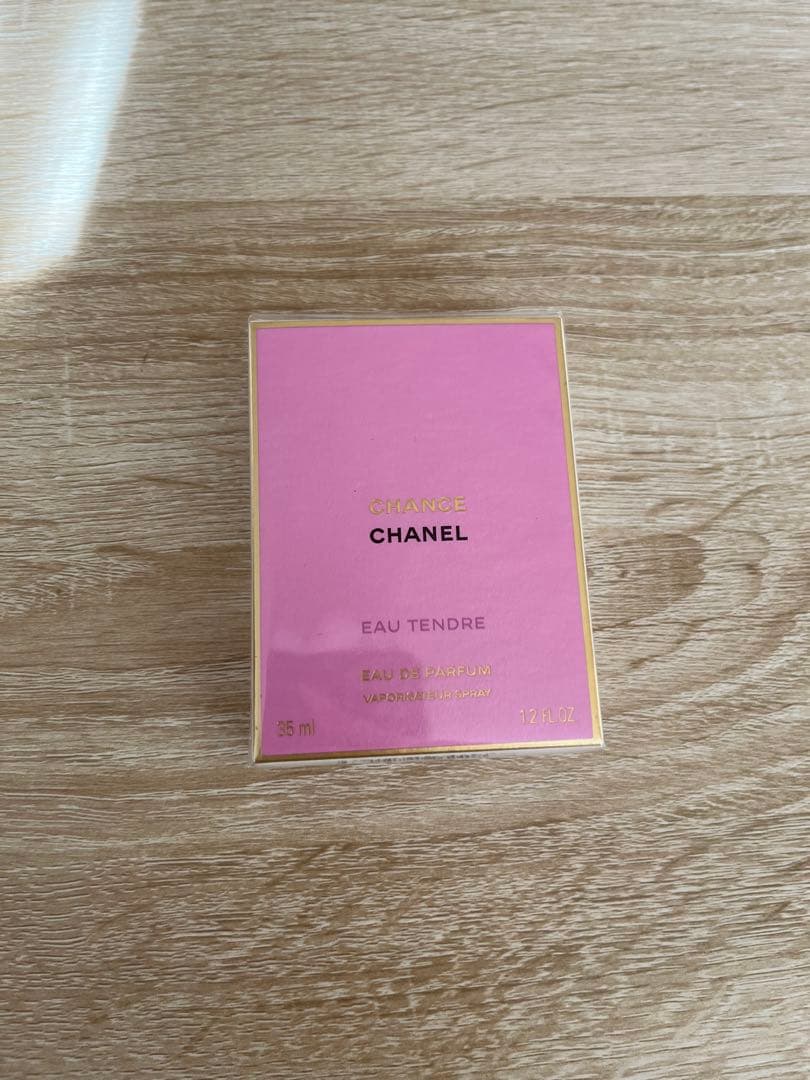 CHANCE
CHANEL
EAU TENDRE
EAU DE PARFUM
VAPORISATEUR SPRAY
35 ml
1.2 FL.OZ